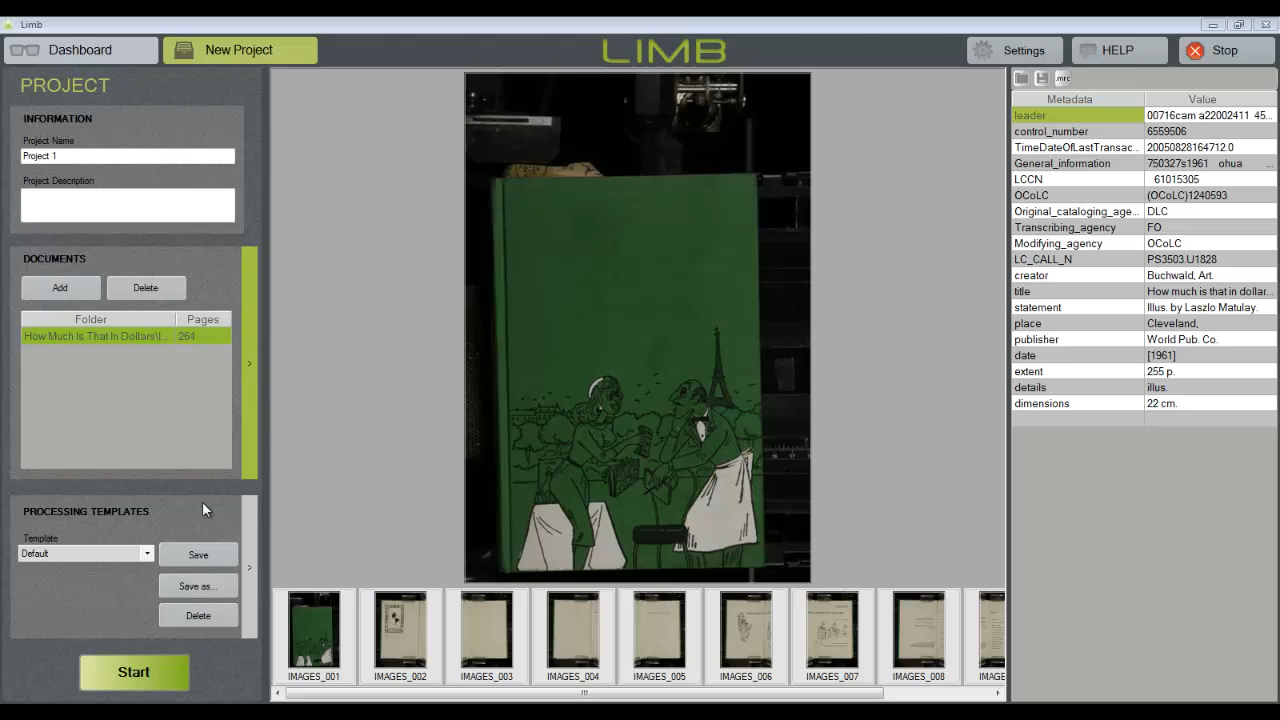 Limb
Dashboard
New Project
LIMB
Settings
HELP
Stop
PROJECT
INFORMATION
Project Name
Project 1
Project Description
DOCUMENTS
Add
Delete
Folder Pages
How Much Is That In Dollars\I... 264
>
PROCESSING TEMPLATES
Template
Default
Save
Save as...
Delete
>
Start
IMAGES_001
IMAGES_002
IMAGES_003
IMAGES_004
IMAGES_005
IMAGES_006
IMAGES_007
IMAGES_008
IMAGE
.mrc
Metadata Value
leader 00716cam a22002411 45...
control_number 6559506
TimeDateOfLastTransac... 20050828164712.0
General_information 750327s1961 ohua ...
LCCN 61015305
OCoLC (OCoLC)1240593
Original_cataloging_age... DLC
Transcribing_agency FO
Modifying_agency OCoLC
LC_CALL_N PS3503.U1828
creator Buchwald, Art.
title How much is that in dollar...
statement Illus. by Laszlo Matulay.
place Cleveland,
publisher World Pub. Co.
date [1961]
extent 255 p.
details illus.
dimensions 22 cm.